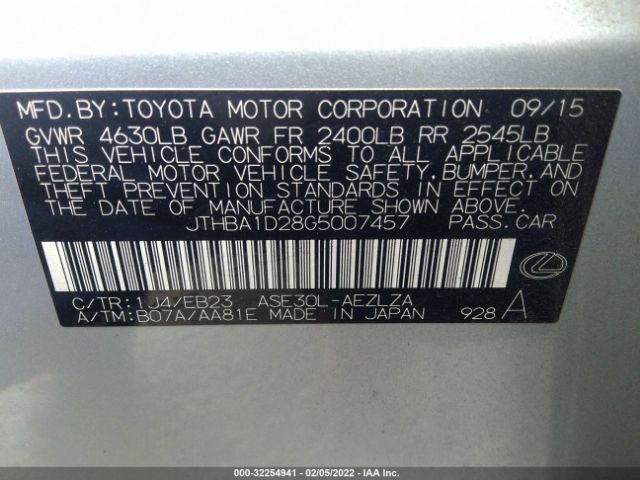 MFD.BY:TOYOTA MOTOR CORPORATION 09/15
GVWR 4630LB GAWR FR 2400LB RR 2545LB
THIS VEHICLE CONFORMS TO ALL APPLICABLE
FEDERAL MOTOR VEHICLE SAFETY,BUMPER,AND
THEFT PREVENTION STANDARDS IN EFFECT ON
THE DATE OF MANUFACTURE SHOWN ABOVE.
JTHBA1D28G5007457 PASS.CAR
C/TR:1J4/EB23 ASE30L-AEZLZA
A/TM:B07A/AA81E MADE IN JAPAN 928 A
000-32254941 - 02/05/2022 - IAAI.COM